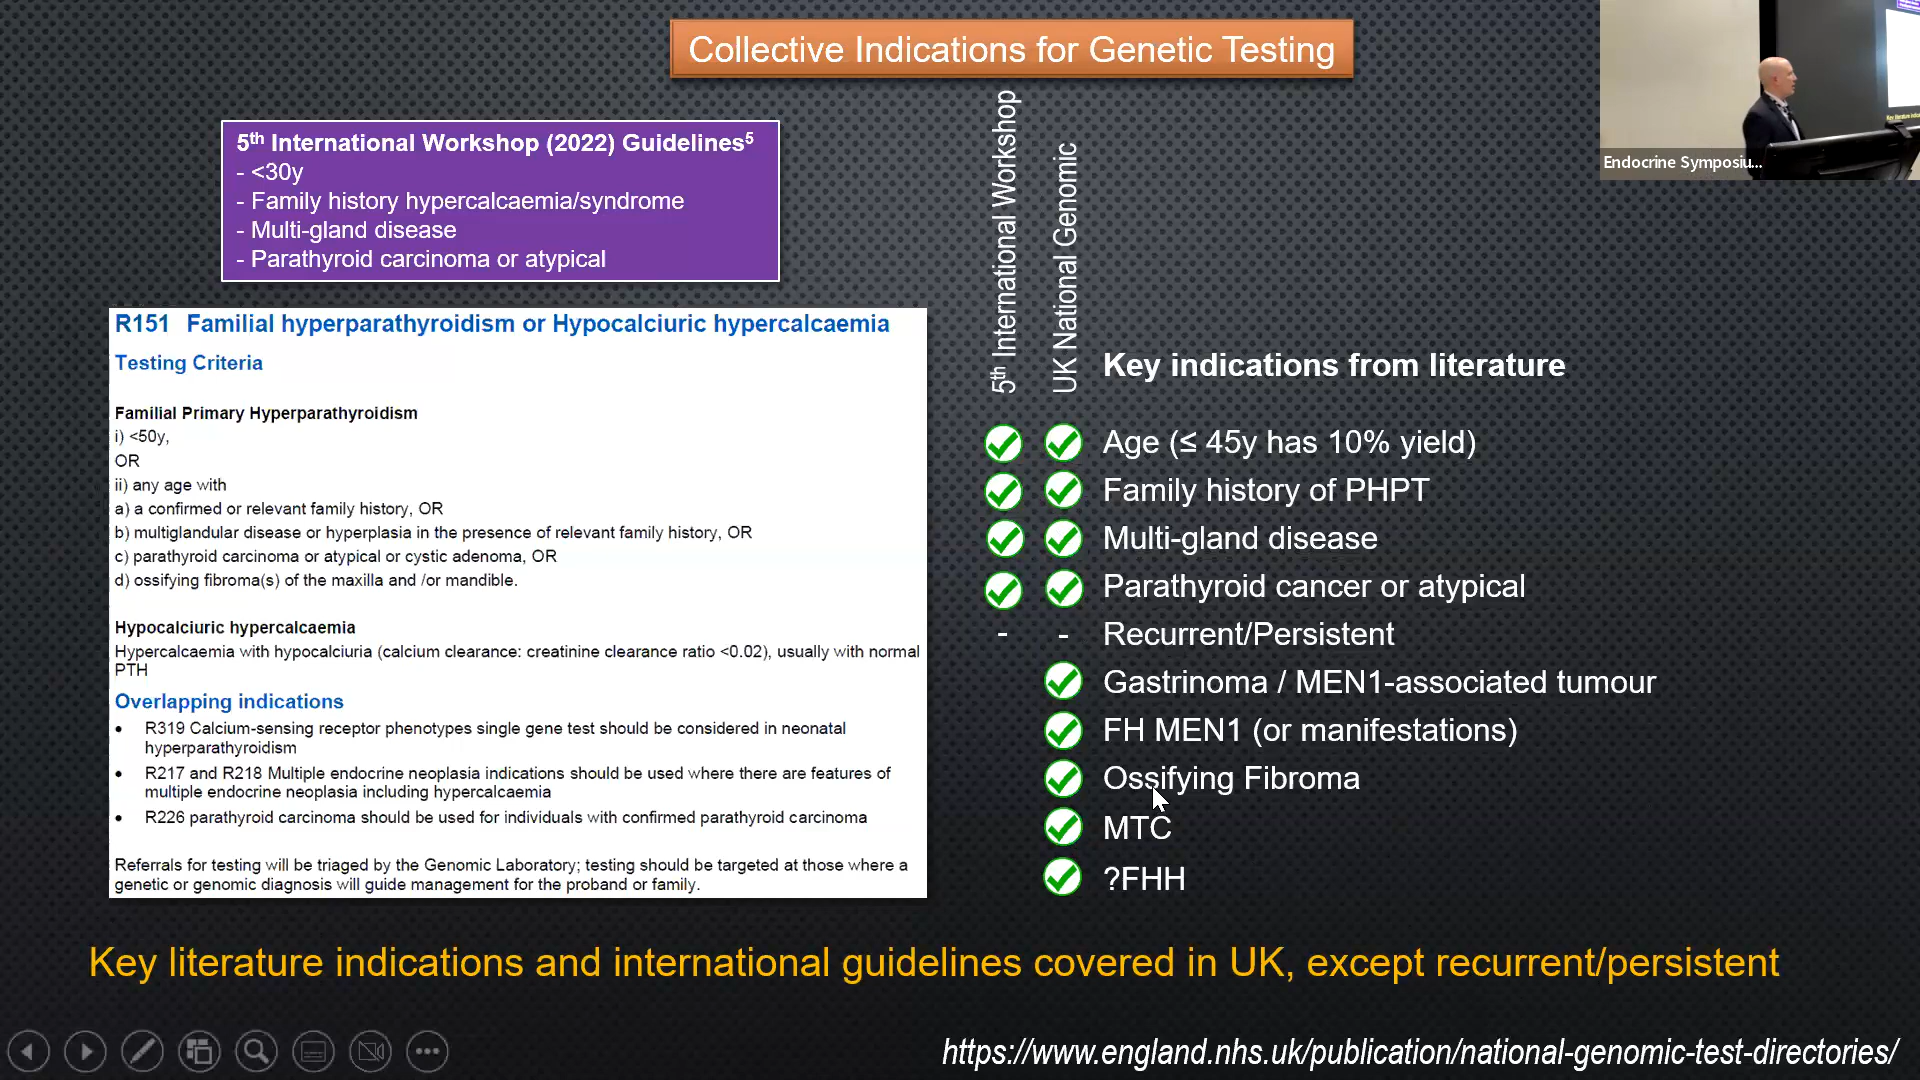 Collective Indications for Genetic Testing
5th International Workshop (2022) Guidelines5
- <30y
- Family history hypercalcaemia/syndrome
- Multi-gland disease
- Parathyroid carcinoma or atypical
R151 Familial hyperparathyroidism or Hypocalciuric hypercalcaemia
Testing Criteria
Familial Primary Hyperparathyroidism
i) <50y,
OR
ii) any age with
a) a confirmed or relevant family history, OR
b) multiglandular disease or hyperplasia in the presence of relevant family history, OR
c) parathyroid carcinoma or atypical or cystic adenoma, OR
d) ossifying fibroma(s) of the maxilla and /or mandible.
Hypocalciuric hypercalcaemia
Hypercalcaemia with hypocalciuria (calcium clearance: creatinine clearance ratio <0.02), usually with normal
PTH
Overlapping indications
• R319 Calcium-sensing receptor phenotypes single gene test should be considered in neonatal
hyperparathyroidism
• R217 and R218 Multiple endocrine neoplasia indications should be used where there are features of
multiple endocrine neoplasia including hypercalcaemia
• R226 parathyroid carcinoma should be used for individuals with confirmed parathyroid carcinoma
Referrals for testing will be triaged by the Genomic Laboratory; testing should be targeted at those where a
genetic or genomic diagnosis will guide management for the proband or family.
5th International Workshop
UK National Genomic
Key indications from literature
Age (≤ 45y has 10% yield)
Family history of PHPT
Multi-gland disease
Parathyroid cancer or atypical
- - Recurrent/Persistent
Gastrinoma / MEN1-associated tumour
FH MEN1 (or manifestations)
Ossifying Fibroma
MTC
?FHH
Key literature indications and international guidelines covered in UK, except recurrent/persistent
https://www.england.nhs.uk/publication/national-genomic-test-directories/
Endocrine Symposiu...